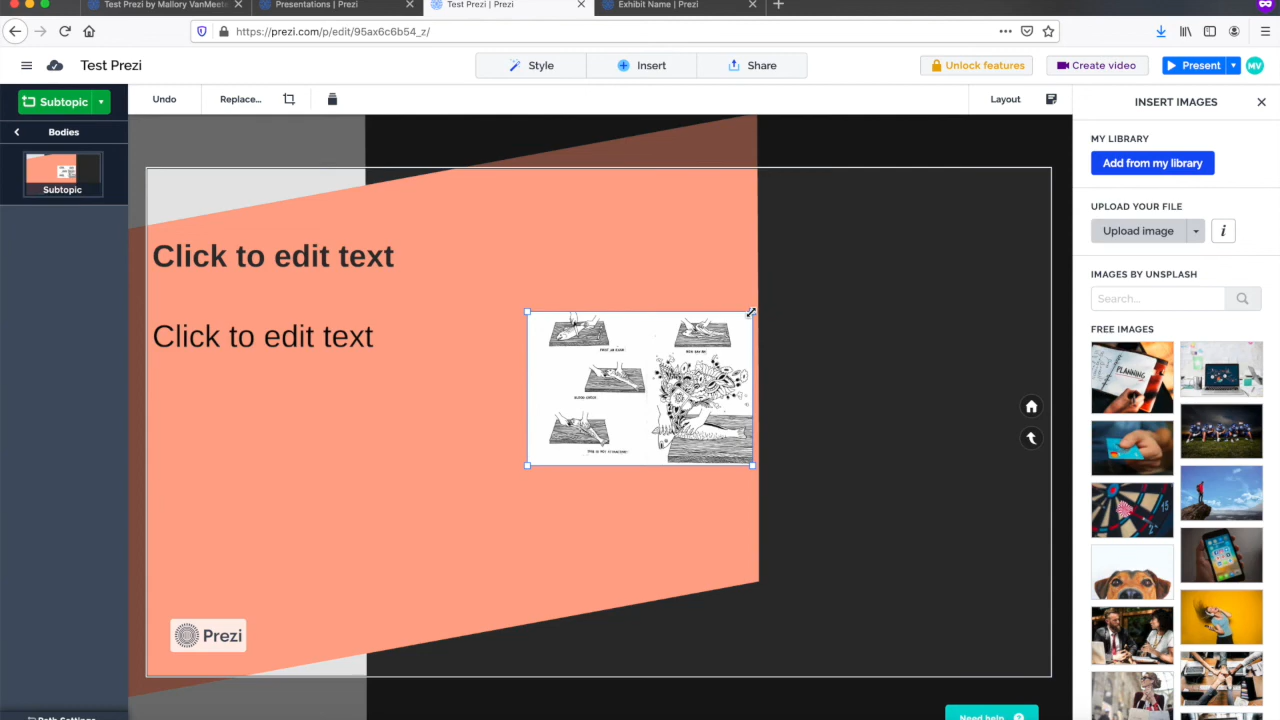 Test Prezi by Mallory VanMeet
Presentations | Prezi
Test Prezi | Prezi
Exhibit Name | Prezi
https://prezi.com/p/edit/95ax6c6b54_z/
Test Prezi
Style
Insert
Share
Unlock features
Create video
Present
MV
Subtopic
Undo
Replace...
Layout
INSERT IMAGES
Bodies
MY LIBRARY
Add from my library
Subtopic
UPLOAD YOUR FILE
Upload image
i
Click to edit text
IMAGES BY UNSPLASH
Search...
FREE IMAGES
Click to edit text
PLANNING
15
Prezi
Need help
?
Path Settings